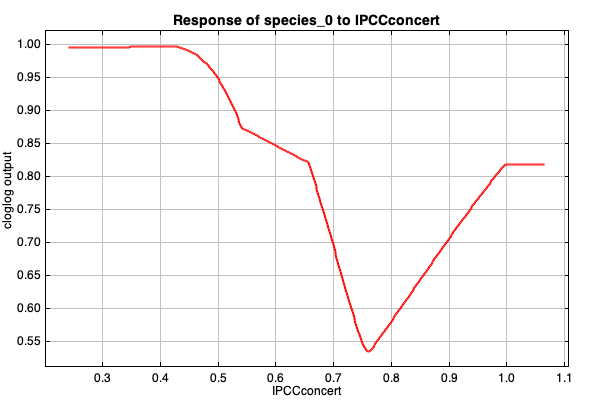 Response of species_0 to IPCCconcert
cloglog output
1.00
0.95
0.90
0.85
0.80
0.75
0.70
0.65
0.60
0.55
0.3 0.4 0.5 0.6 0.7 0.8 0.9 1.0 1.1
IPCCconcert